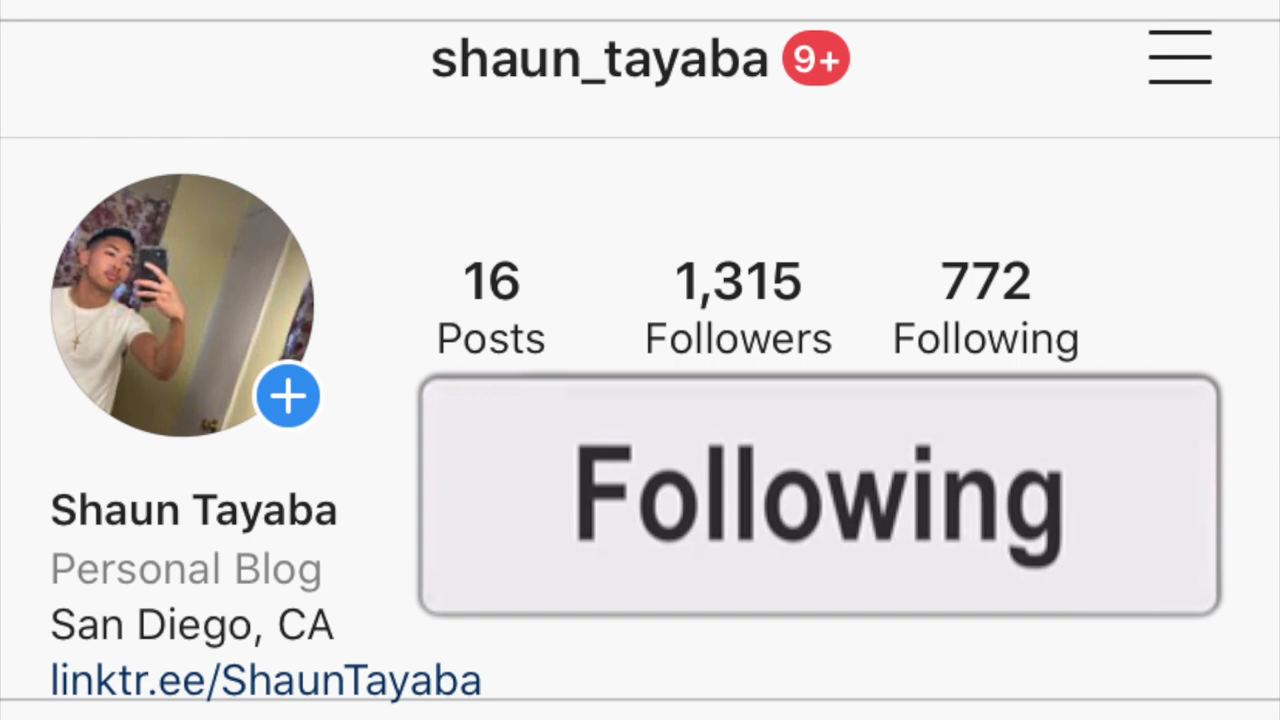 shaun_tayaba 9+
16 1,315 772
Posts Followers Following
Following
Shaun Tayaba
Personal Blog
San Diego, CA
linktr.ee/ShaunTayaba